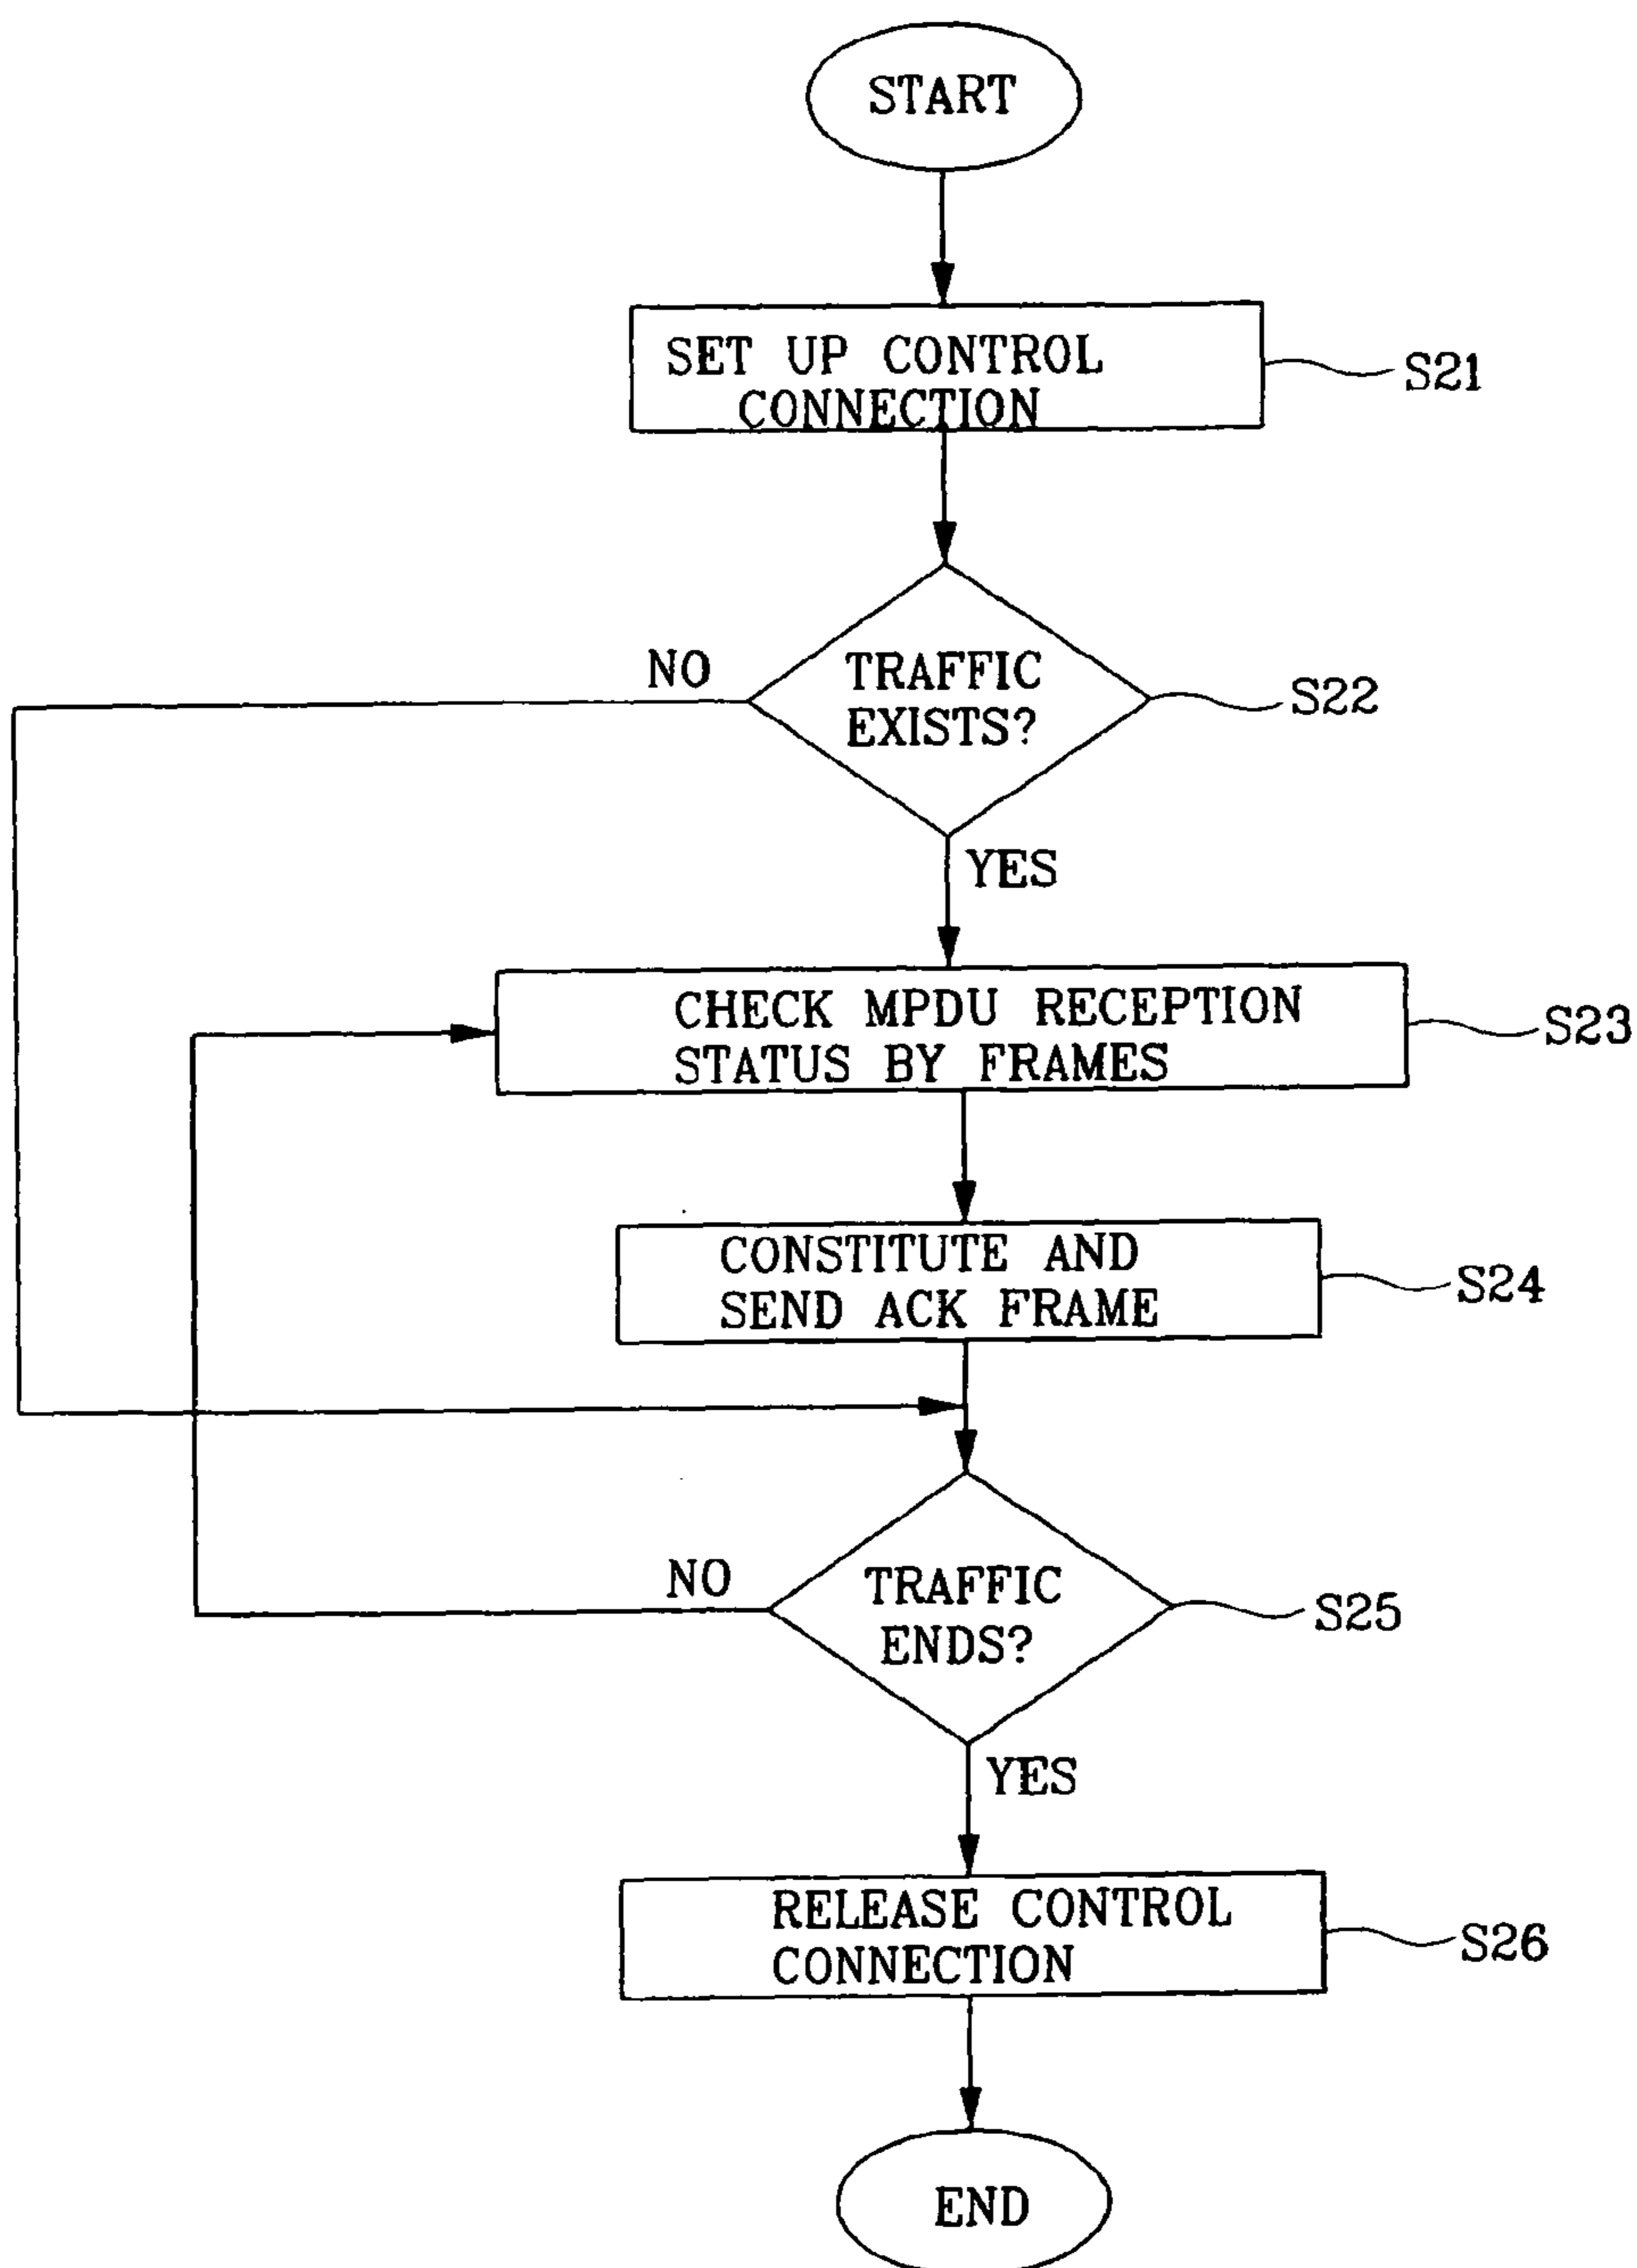 START
SET UP CONTROL
CONNECTION
S21
NO
TRAFFIC
EXISTS?
S22
YES
CHECK MPDU RECEPTION
STATUS BY FRAMES
S23
CONSTITUTE AND
SEND ACK FRAME
S24
NO
TRAFFIC
ENDS?
S25
YES
RELEASE CONTROL
CONNECTION
S26
END